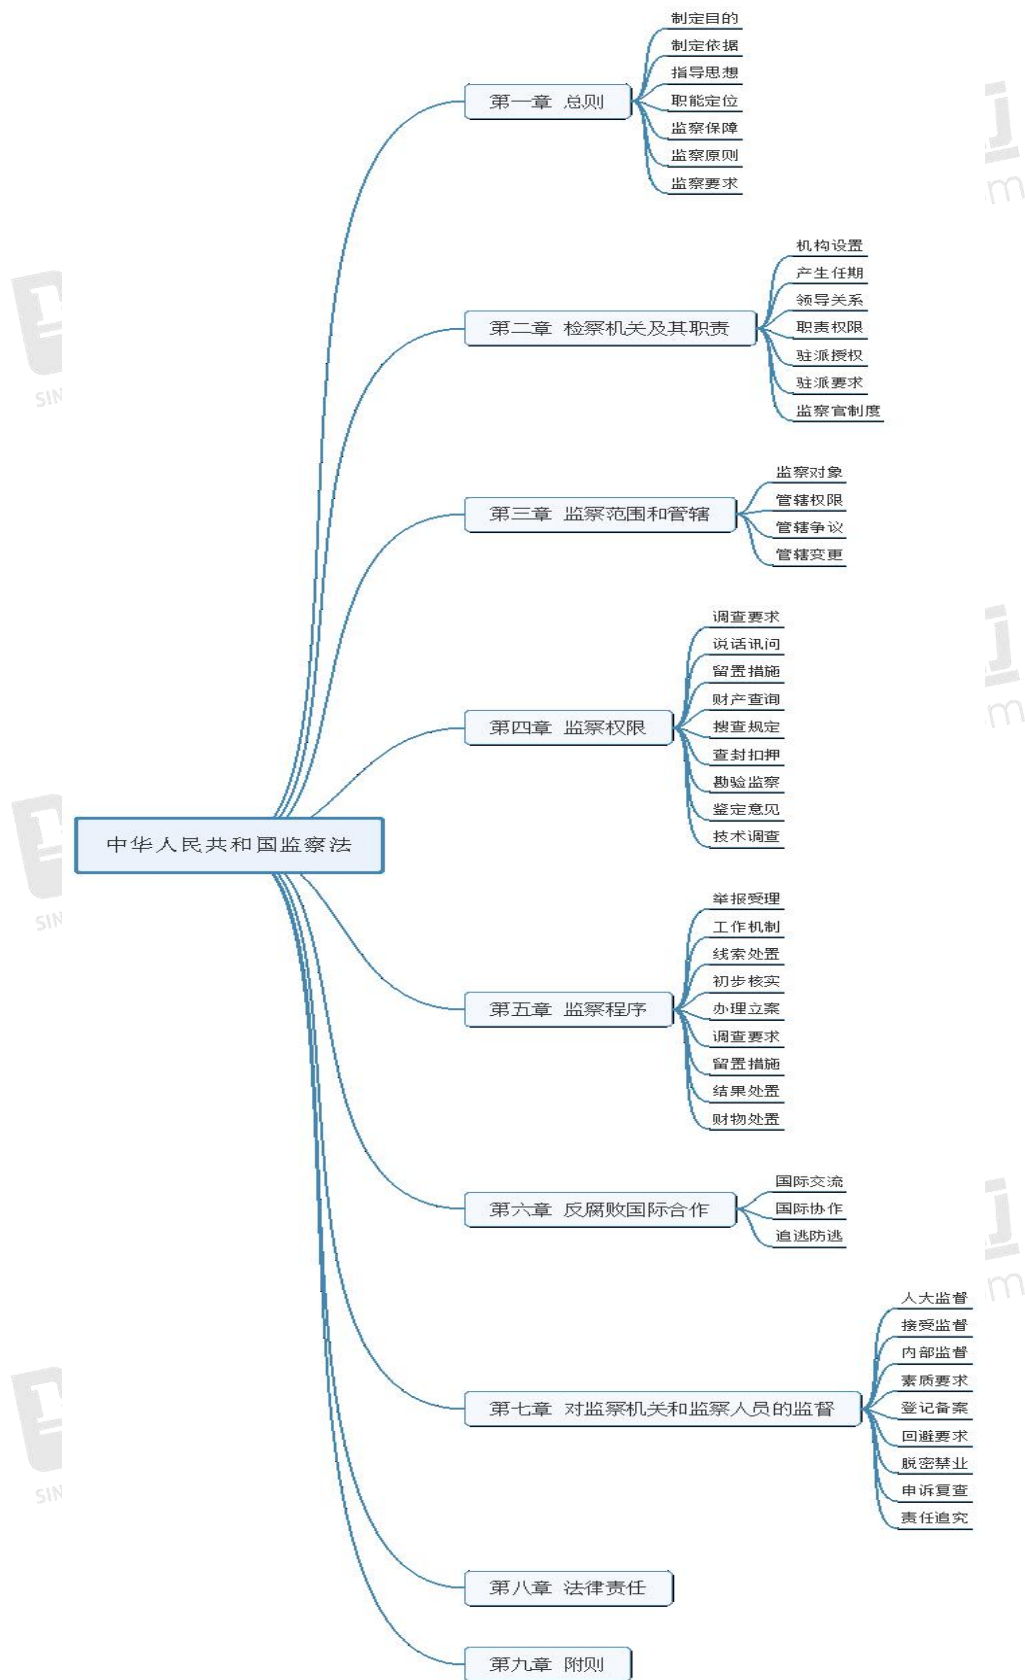 中华人民共和国监察法
第一章 总则
制定目的
制定依据
指导思想
职能定位
监察保障
监察原则
监察要求
第二章 检察机关及其职责
机构设置
产生任期
领导关系
职责权限
驻派授权
驻派要求
监察官制度
第三章 监察范围和管辖
监察对象
管辖权限
管辖争议
管辖变更
第四章 监察权限
调查要求
说话讯问
留置措施
财产查询
搜查规定
查封扣押
勘验监察
鉴定意见
技术调查
第五章 监察程序
举报受理
工作机制
线索处置
初步核实
办理立案
调查要求
留置措施
结果处置
财物处置
第六章 反腐败国际合作
国际交流
国际协作
追逃防逃
第七章 对监察机关和监察人员的监督
人大监督
接受监督
内部监督
素质要求
登记备案
回避要求
脱密禁业
申诉复查
责任追究
第八章 法律责任
第九章 附则
SIN
SIN
SIN